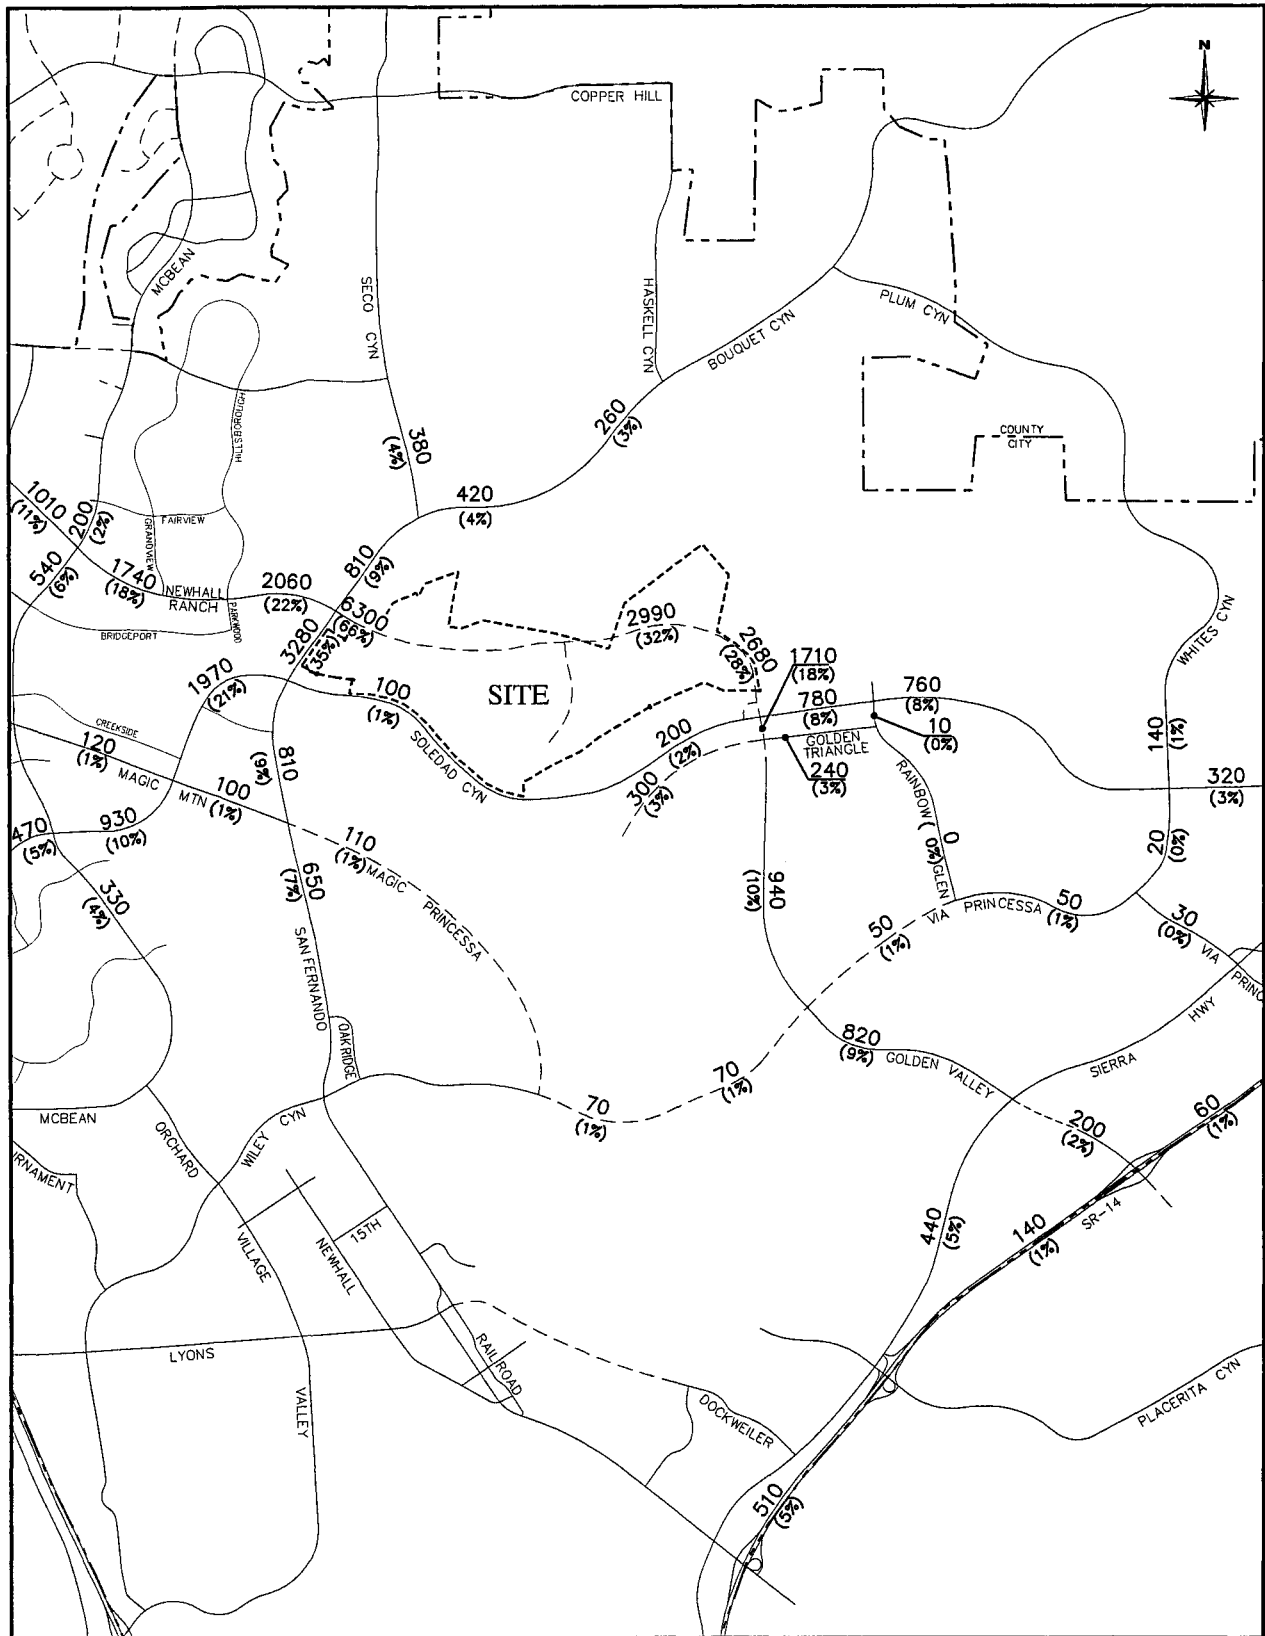 N
COPPER HILL
MCBEAN
SECO CYN
HASKELL CYN
BOUQUET CYN
PLUM CYN
HILLSBOROUGH
380
(4%)
260
(3%)
COUNTY
CITY
1010
(11%)
200
(2%)
GRANDVIEW
FAIRVIEW
420
(4%)
540
(6%)
1740
(18%)
NEWHALL
RANCH
2060
(22%)
PARKWOOD
BRIDGEPORT
810
(9%)
6300
(66%)
3280
(35%)
2990
(32%)
2680
(28%)
1710
(18%)
WHITES CYN
1970
(21%)
100
(1%)
SITE
780
(8%)
760
(8%)
CREEKSIDE
120
(1%)
MAGIC MTN
100
(1%)
810
(9%)
SOLEDAD CYN
200
(2%)
300
(3%)
GOLDEN
TRIANGLE
240
(3%)
10
(0%)
140
(1%)
320
(3%)
470
(5%)
930
(10%)
110
(1%)
MAGIC PRINCESSA
650
(7%)
RAINBOW GLEN
0
(0%)
20
(0%)
330
(4%)
940
(10%)
50
(1%)
VIA PRINCESSA
50
(1%)
30
(0%)
VIA PRINC
SAN FERNANDO
OAKRIDGE
820
(9%)
GOLDEN VALLEY
SIERRA HWY
MCBEAN
ORCHARD
WILEY CYN
70
(1%)
70
(1%)
200
(2%)
60
(1%)
RNAMENT
VILLAGE
NEWHALL
15TH
440
(5%)
140
(1%)
SR-14
LYONS
RAILROAD
VALLEY
DOCKWEILER
PLACERITA CYN
510
(5%)